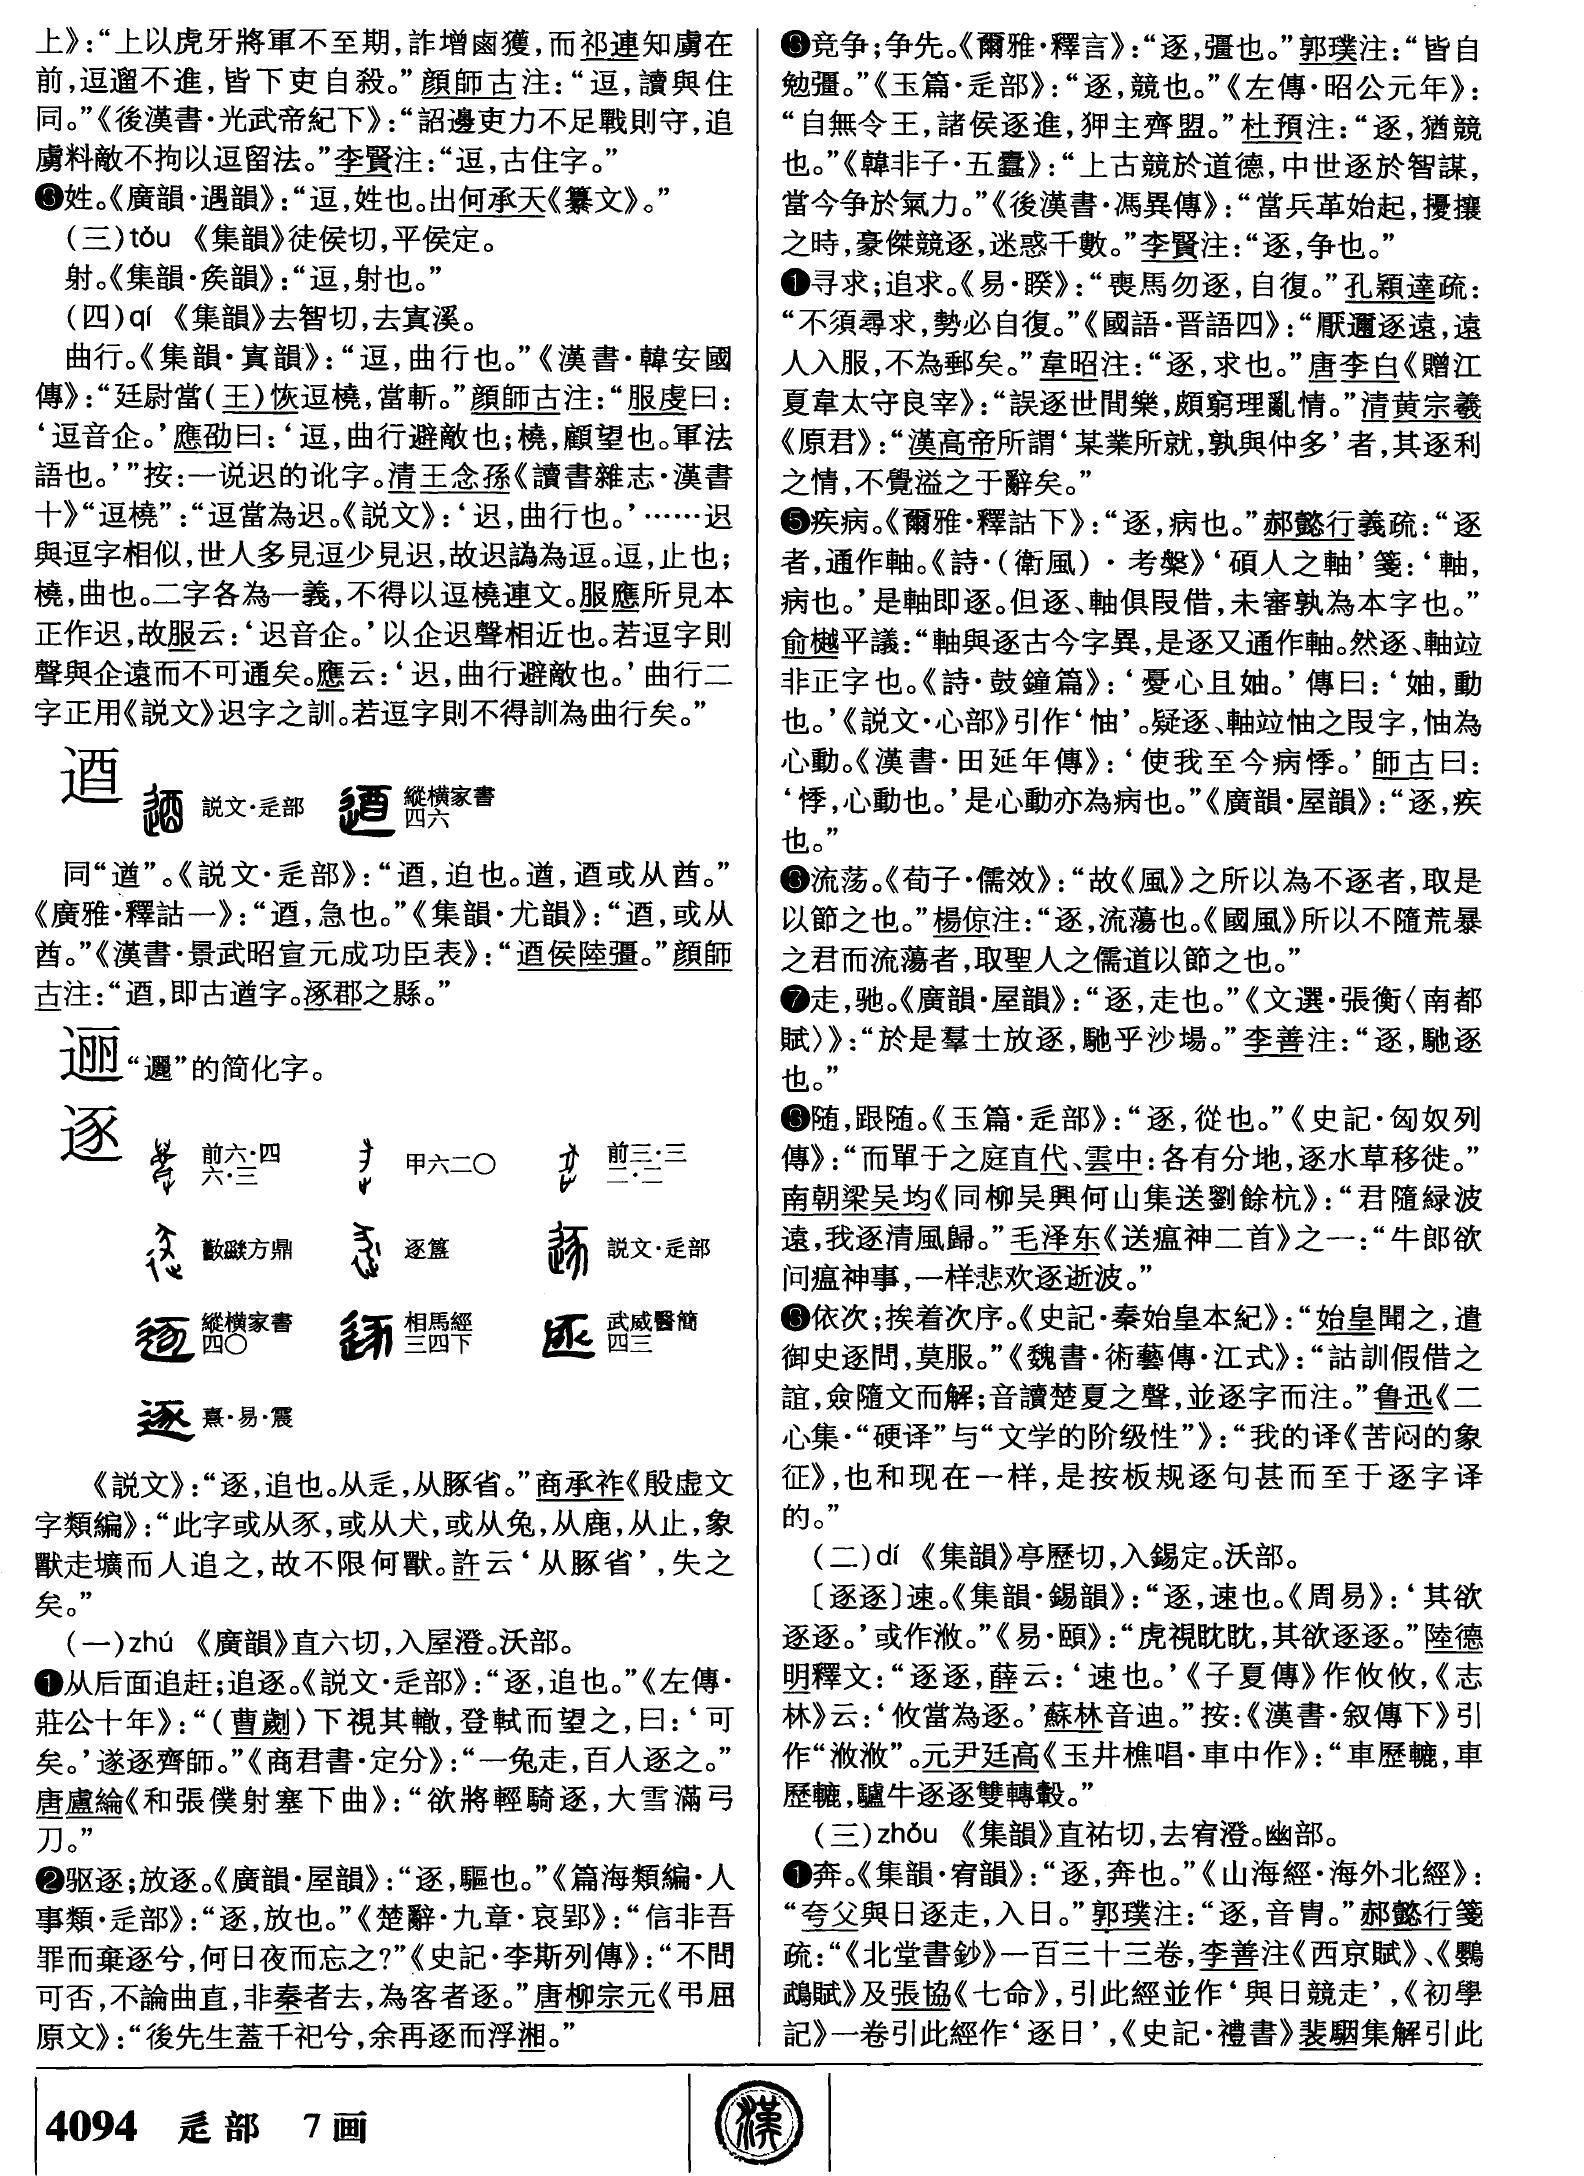 上》：“上以虎牙將軍不至期，詐增鹵獲，而祁連知虜在
前，逗遛不進，皆下吏自殺。”顔師古注：“逗，讀與住
同。”《後漢書·光武帝紀下》：“詔邊吏力不足戰則守，追
虜料敵不拘以逗留法。”李賢注：“逗，古住字。”
❻姓。《廣韻·遇韻》：“逗，姓也。出何承天《纂文》。”
（三）tǒu 《集韻》徒侯切，平侯定。
射。《集韻·矦韻》：“逗，射也。”
（四）qí 《集韻》去智切，去寘溪。
曲行。《集韻·寘韻》：“逗，曲行也。”《漢書·韓安國
傳》：“廷尉當（王）恢逗橈，當斬。”顔師古注：“服虔曰：
‘逗音企。’應劭曰：‘逗，曲行避敵也；橈，顧望也。軍法
語也。’”按：一说迟的讹字。清王念孫《讀書雜志·漢書
十》“逗橈”：“逗當為迟。《説文》：‘迟，曲行也。’……迟
與逗字相似，世人多見逗少見迟，故迟譌為逗。逗，止也；
橈，曲也。二字各為一義，不得以逗橈連文。服應所見本
正作迟，故服云：‘迟音企。’以企迟聲相近也。若逗字則
聲與企遠而不可通矣。應云：‘迟，曲行避敵也。’曲行二
字正用《説文》迟字之訓。若逗字則不得訓為曲行矣。”
逎 説文·辵部 縱横家書四六
同“遒”。《説文·辵部》：“逎，迫也。遒，逎或从酋。”
《廣雅·釋詁一》：“逎，急也。”《集韻·尤韻》：“逎，或从
酋。”《漢書·景武昭宣元成功臣表》：“逎侯陸彊。”顔師
古注：“逎，即古遒字。涿郡之縣。”
逦 “邐”的简化字。
逐 前六·四六·三 甲六二〇 前三·三二·二
方鼎 逐簋 説文·辵部
縱横家書四〇 相馬經三四下 武威醫簡四三
熹·易·震
《説文》：“逐，追也。从辵，从豚省。”商承祚《殷虚文
字類編》：“此字或从豕，或从犬，或从兔，从鹿，从止，象
獸走壙而人追之，故不限何獸。許云‘从豚省’，失之
矣。”
（一）zhú 《廣韻》直六切，入屋澄。沃部。
❶从后面追赶；追逐。《説文·辵部》：“逐，追也。”《左傳·
莊公十年》：“（曹劌）下視其轍，登軾而望之，曰：‘可
矣。’遂逐齊師。”《商君書·定分》：“一兔走，百人逐之。”
唐盧綸《和張僕射塞下曲》：“欲將輕騎逐，大雪滿弓
刀。”
❷驱逐；放逐。《廣韻·屋韻》：“逐，驅也。”《篇海類編·人
事類·辵部》：“逐，放也。”《楚辭·九章·哀郢》：“信非吾
罪而棄逐兮，何日夜而忘之？”《史記·李斯列傳》：“不問
可否，不論曲直，非秦者去，為客者逐。”唐柳宗元《弔屈
原文》：“後先生蓋千祀兮，余再逐而浮湘。”
❸竞争；争先。《爾雅·釋言》：“逐，彊也。”郭璞注：“皆自
勉彊。”《玉篇·辵部》：“逐，競也。”《左傳·昭公元年》：
“自無令王，諸侯逐進，狎主齊盟。”杜預注：“逐，猶競
也。”《韓非子·五蠹》：“上古競於道德，中世逐於智謀，
當今争於氣力。”《後漢書·馮異傳》：“當兵革始起，擾攘
之時，豪傑競逐，迷惑千數。”李賢注：“逐，争也。”
❶寻求；追求。《易·睽》：“喪馬勿逐，自復。”孔穎達疏：
“不須尋求，勢必自復。”《國語·晋語四》：“厭邇逐遠，遠
人入服，不為郵矣。”韋昭注：“逐，求也。”唐李白《贈江
夏韋太守良宰》：“誤逐世間樂，頗窮理亂情。”清黄宗羲
《原君》：“漢高帝所謂‘某業所就，孰與仲多’者，其逐利
之情，不覺溢之于辭矣。”
❺疾病。《爾雅·釋詁下》：“逐，病也。”郝懿行義疏：“逐
者，通作軸。《詩·（衛風）·考槃》‘碩人之軸’箋：‘軸，
病也。’是軸即逐。但逐、軸俱叚借，未審孰為本字也。”
俞樾平議：“軸與逐古今字異，是逐又通作軸。然逐、軸竝
非正字也。《詩·鼓鐘篇》：‘憂心且妯。’傳曰：‘妯，動
也。’《説文·心部》引作‘怞’。疑逐、軸竝怞之叚字，怞為
心動。《漢書·田延年傳》：‘使我至今病悸。’師古曰：
‘悸，心動也。’是心動亦為病也。”《廣韻·屋韻》：“逐，疾
也。”
❻流荡。《荀子·儒效》：“故《風》之所以為不逐者，取是
以節之也。”楊倞注：“逐，流蕩也。《國風》所以不隨荒暴
之君而流蕩者，取聖人之儒道以節之也。”
❼走，驰。《廣韻·屋韻》：“逐，走也。”《文選·張衡〈南都
賦〉》：“於是羣士放逐，馳乎沙場。”李善注：“逐，馳逐
也。”
❽随，跟随。《玉篇·辵部》：“逐，從也。”《史記·匈奴列
傳》：“而單于之庭直代、雲中：各有分地，逐水草移徙。”
南朝梁吴均《同柳吴興何山集送劉餘杭》：“君隨緑波
遠，我逐清風歸。”毛泽东《送瘟神二首》之一：“牛郎欲
问瘟神事，一样悲欢逐逝波。”
❾依次；挨着次序。《史記·秦始皇本紀》：“始皇聞之，遣
御史逐問，莫服。”《魏書·術藝傳·江式》：“詁訓假借之
誼，僉隨文而解；音讀楚夏之聲，並逐字而注。”鲁迅《二
心集·“硬译”与“文学的阶级性”》：“我的译《苦闷的象
征》，也和现在一样，是按板规逐句甚而至于逐字译
的。”
（二）dí 《集韻》亭歷切，入錫定。沃部。
〔逐逐〕速。《集韻·錫韻》：“逐，速也。《周易》：‘其欲
逐逐。’或作浟。”《易·頤》：“虎視眈眈，其欲逐逐。”陸德
明釋文：“逐逐，薛云：‘速也。’《子夏傳》作攸攸，《志
林》云：‘攸當為逐。’蘇林音迪。”按：《漢書·叙傳下》引
作“浟浟”。元尹廷高《玉井樵唱·車中作》：“車歷轆，車
歷轆，驢牛逐逐雙轉轂。”
（三）zhǒu 《集韻》直祐切，去宥澄。幽部。
❶奔。《集韻·宥韻》：“逐，奔也。”《山海經·海外北經》：
“夸父與日逐走，入日。”郭璞注：“逐，音胄。”郝懿行箋
疏：“《北堂書鈔》一百三十三卷，李善注《西京賦》、《鸚
鵡賦》及張協《七命》，引此經並作‘與日競走’，《初學
記》一卷引此經作‘逐日’，《史記·禮書》裴駰集解引此
4094 辵部 7画
漢